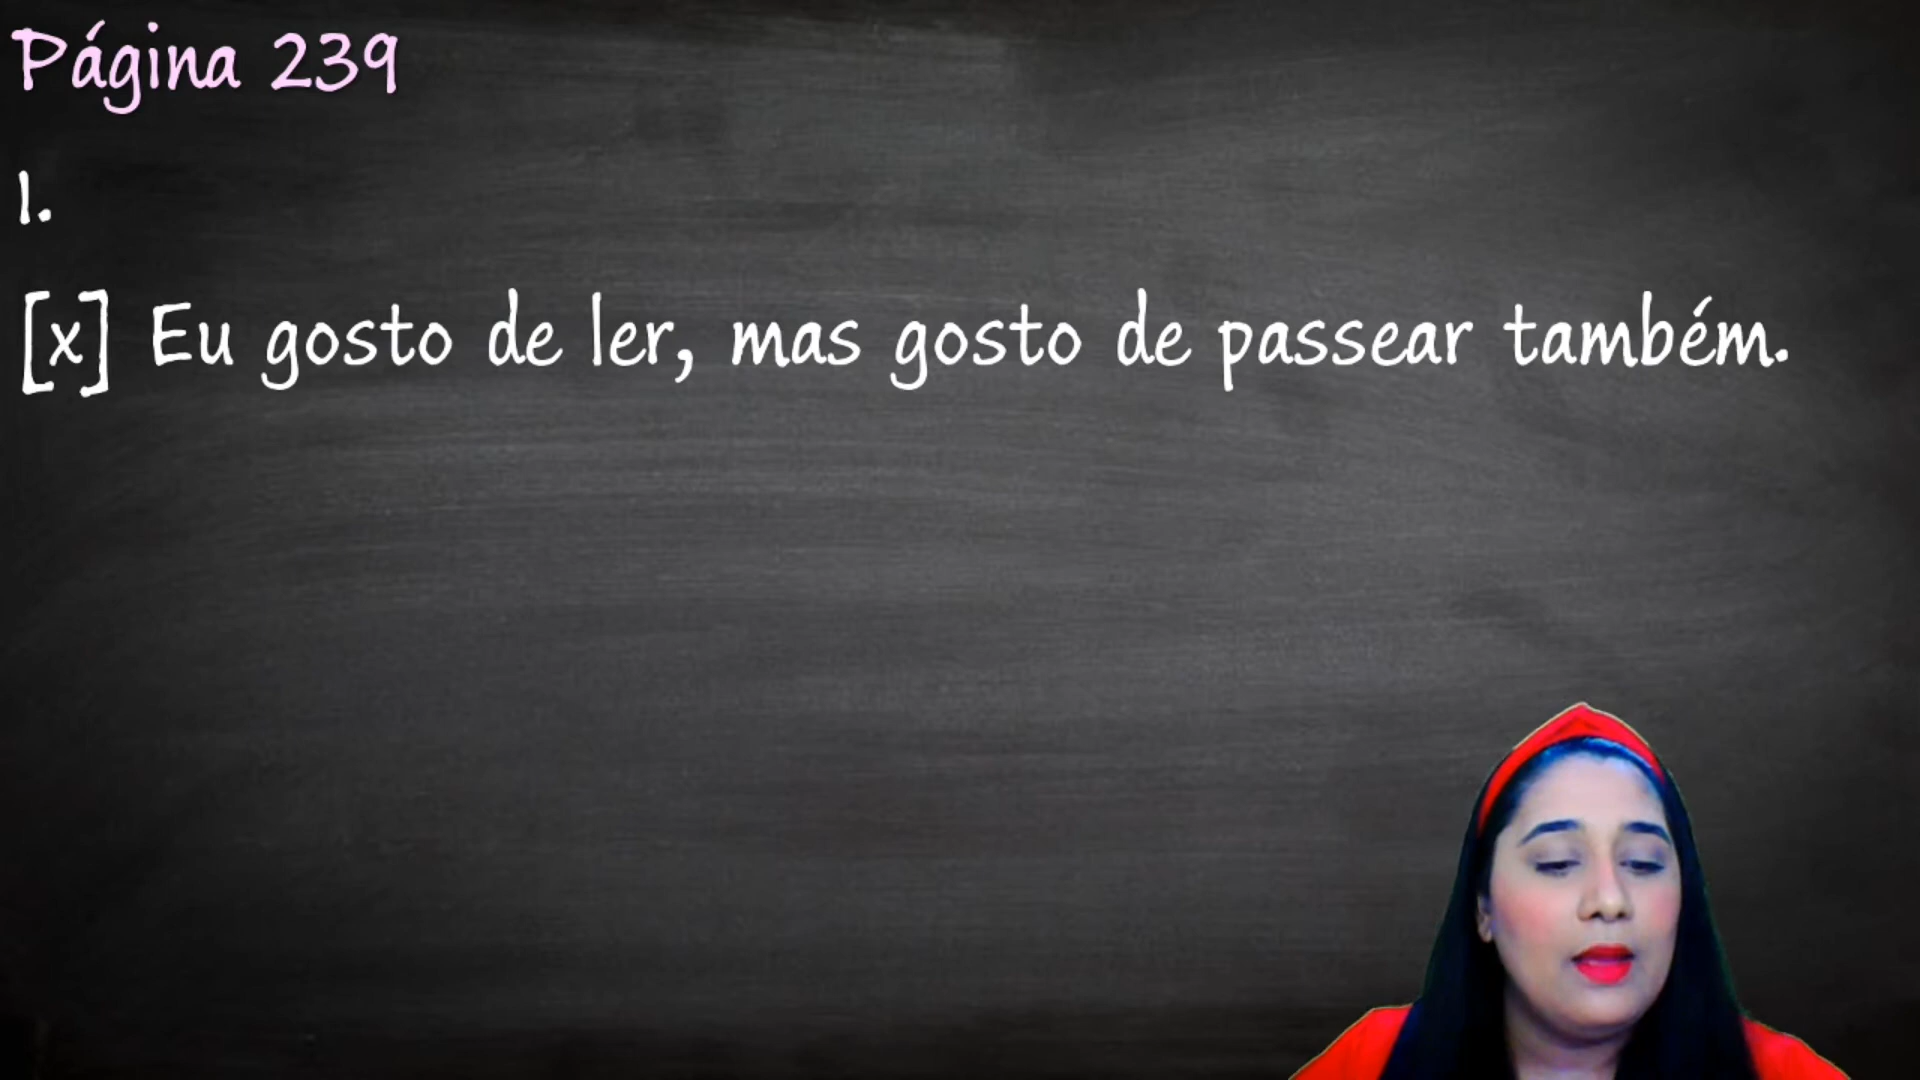 Página 239
1.
[x] Eu gosto de ler, mas gosto de passear também.